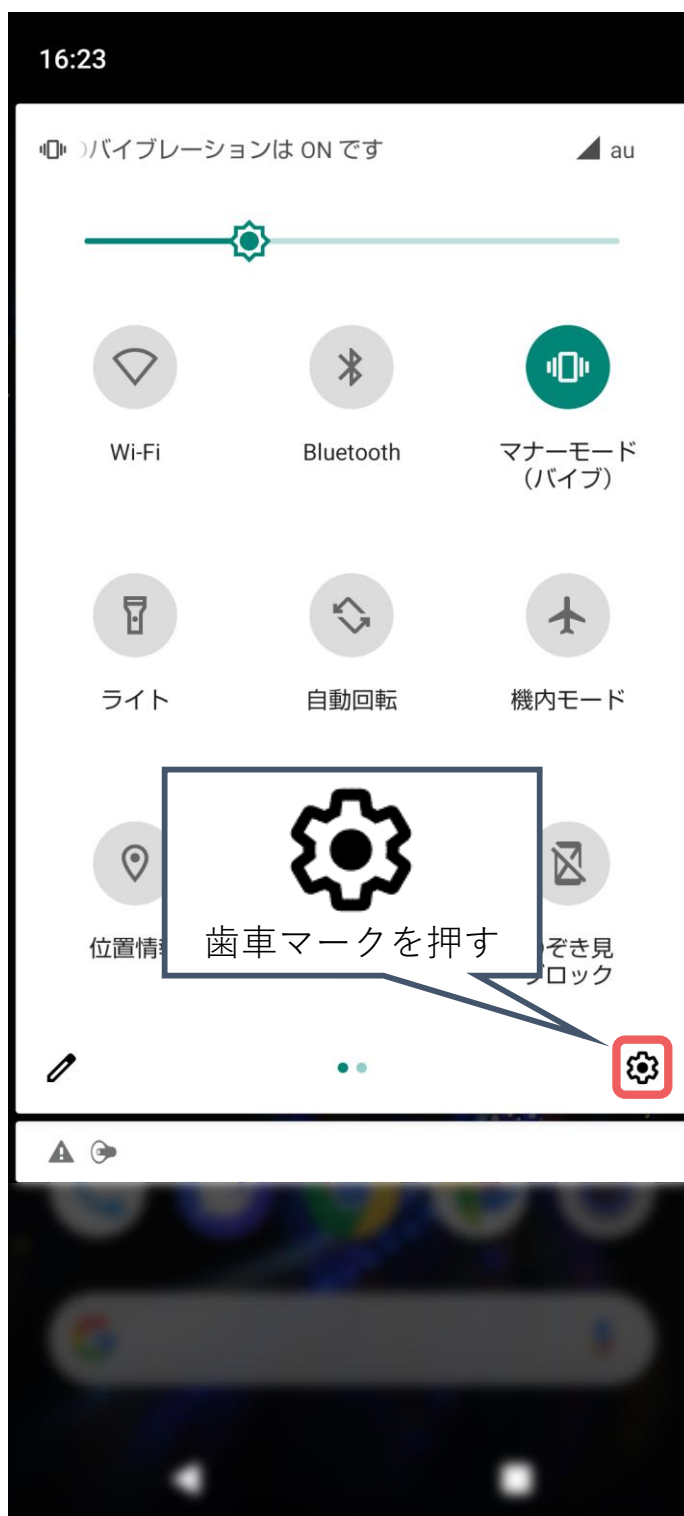 16:23
バイブレーションは ON です
au
Wi-Fi
Bluetooth
マナーモード
（バイブ）
ライト
自動回転
機内モード
歯車マークを押す
位置情
ぞき見
ブロック